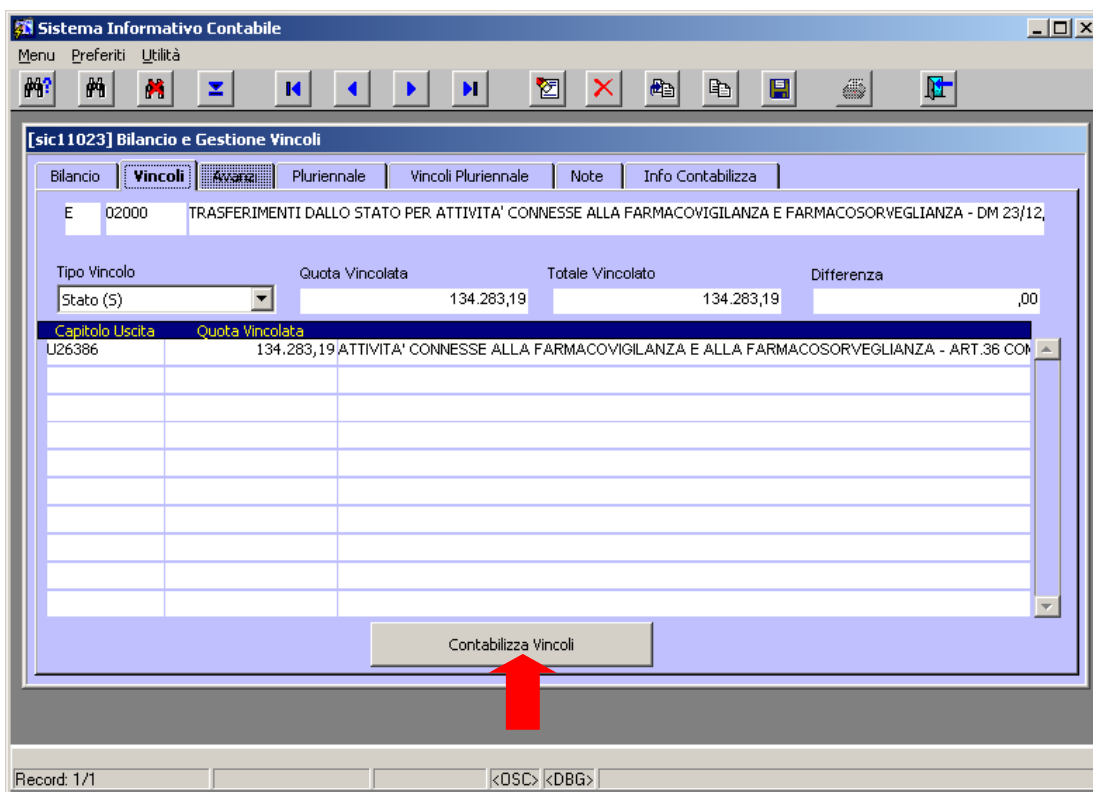 Sistema Informativo Contabile
Menu Preferiti Utilità
[sic11023] Bilancio e Gestione Vincoli
Bilancio Vincoli Avanzi Pluriennale Vincoli Pluriennale Note Info Contabilizza
E 02000 TRASFERIMENTI DALLO STATO PER ATTIVITA' CONNESSE ALLA FARMACOVIGILANZA E FARMACOSORVEGLIANZA - DM 23/12,
Tipo Vincolo Quota Vincolata Totale Vincolato Differenza
Stato (S) 134.283,19 134.283,19 ,00
Capitolo Uscita Quota Vincolata
U26386 134.283,19 ATTIVITA' CONNESSE ALLA FARMACOVIGILANZA E ALLA FARMACOSORVEGLIANZA - ART.36 COM
Contabilizza Vincoli
Record: 1/1 <OSC> <DBG>